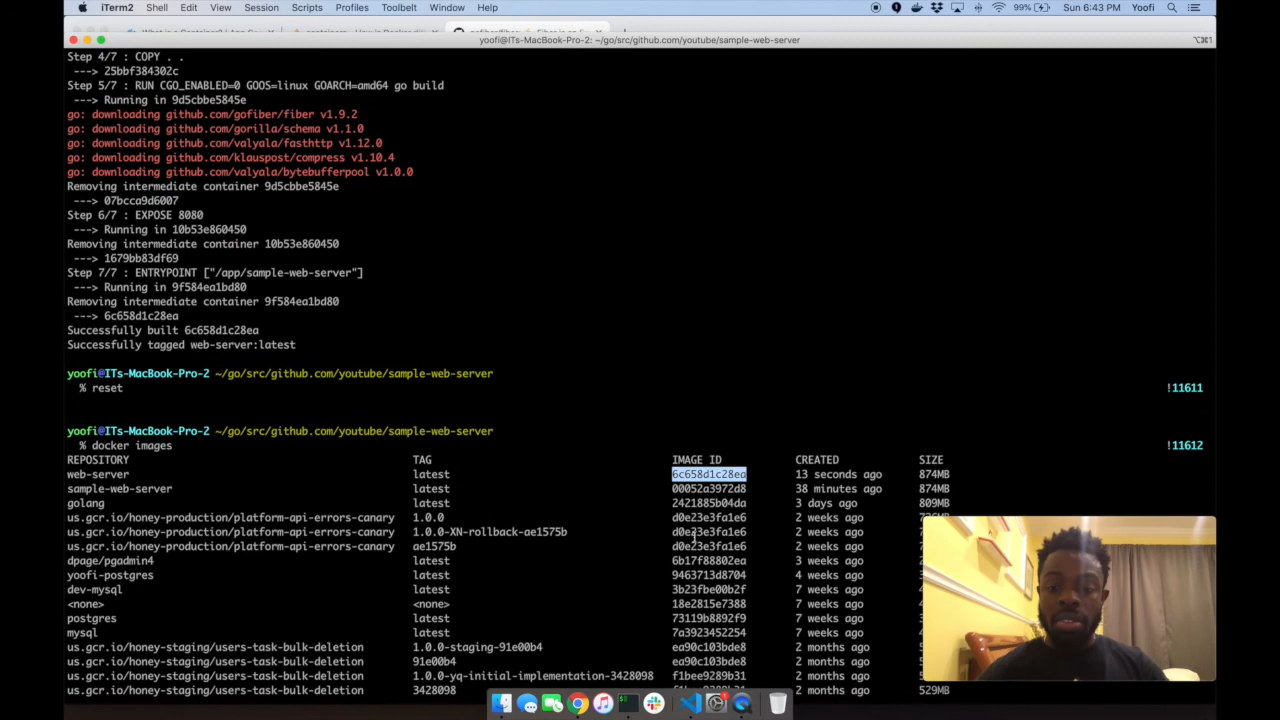 iTerm2 Shell Edit View Session Scripts Profiles Toolbelt Window Help 99% Sun 6:43 PM Yoofi
yoofi@ITs-MacBook-Pro-2: ~/go/src/github.com/youtube/sample-web-server ⌥⌘1
Step 4/7 : COPY . .
---> 25bbf384302c
Step 5/7 : RUN CGO_ENABLED=0 GOOS=linux GOARCH=amd64 go build
---> Running in 9d5cbbe5845e
go: downloading github.com/gofiber/fiber v1.9.2
go: downloading github.com/gorilla/schema v1.1.0
go: downloading github.com/valyala/fasthttp v1.12.0
go: downloading github.com/klauspost/compress v1.10.4
go: downloading github.com/valyala/bytebufferpool v1.0.0
Removing intermediate container 9d5cbbe5845e
---> 07bcca9d6007
Step 6/7 : EXPOSE 8080
---> Running in 10b53e860450
Removing intermediate container 10b53e860450
---> 1679bb83df69
Step 7/7 : ENTRYPOINT ["/app/sample-web-server"]
---> Running in 9f584ea1bd80
Removing intermediate container 9f584ea1bd80
---> 6c658d1c28ea
Successfully built 6c658d1c28ea
Successfully tagged web-server:latest
yoofi@ITs-MacBook-Pro-2 ~/go/src/github.com/youtube/sample-web-server
% reset !11611
yoofi@ITs-MacBook-Pro-2 ~/go/src/github.com/youtube/sample-web-server
% docker images !11612
REPOSITORY TAG IMAGE ID CREATED SIZE
web-server latest 6c658d1c28ea 13 seconds ago 874MB
sample-web-server latest 00052a3972d8 38 minutes ago 874MB
golang latest 2421885b04da 3 days ago 809MB
us.gcr.io/honey-production/platform-api-errors-canary 1.0.0 d0e23e3fa1e6 2 weeks ago
us.gcr.io/honey-production/platform-api-errors-canary 1.0.0-XN-rollback-ae1575b d0e23e3fa1e6 2 weeks ago
us.gcr.io/honey-production/platform-api-errors-canary ae1575b d0e23e3fa1e6 2 weeks ago
dpage/pgadmin4 latest 6b17f88802ea 3 weeks ago
yoofi-postgres latest 9463713d8704 4 weeks ago
dev-mysql latest 3b23fbe00b2f 7 weeks ago
<none> <none> 18e2815e7388 7 weeks ago
postgres latest 73119b8892f9 7 weeks ago
mysql latest 7a3923452254 7 weeks ago
us.gcr.io/honey-staging/users-task-bulk-deletion 1.0.0-staging-91e00b4 ea90c103bde8 2 months ago
us.gcr.io/honey-staging/users-task-bulk-deletion 91e00b4 ea90c103bde8 2 months ago
us.gcr.io/honey-staging/users-task-bulk-deletion 1.0.0-yq-initial-implementation-3428098 f1bee9289b31 2 months ago
us.gcr.io/honey-staging/users-task-bulk-deletion 3428098 2 months ago 529MB